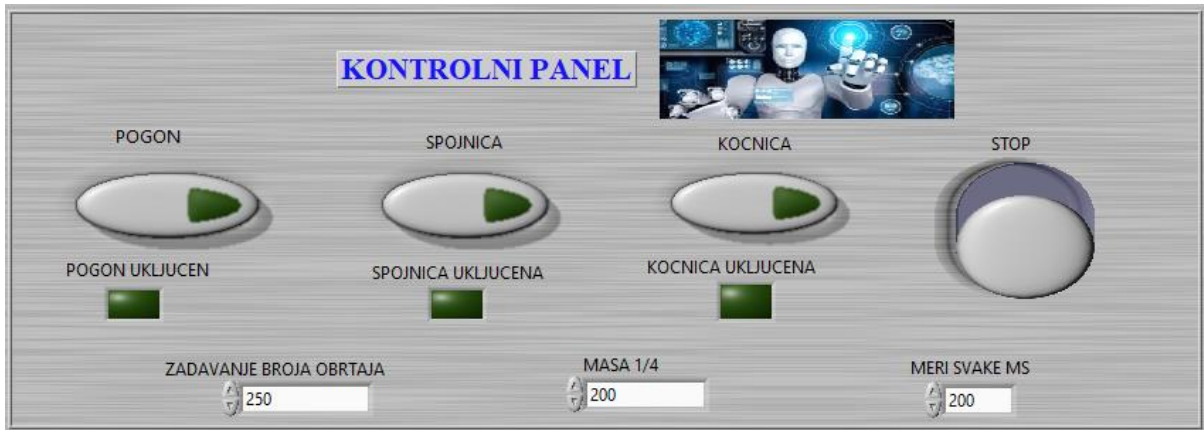 KONTROLNI PANEL
POGON
SPOJNICA
KOCNICA
STOP
POGON UKLJUCEN
SPOJNICA UKLJUCENA
KOCNICA UKLJUCENA
ZADAVANJE BROJA OBRTAJA
250
MASA 1/4
200
MERI SVAKE MS
200